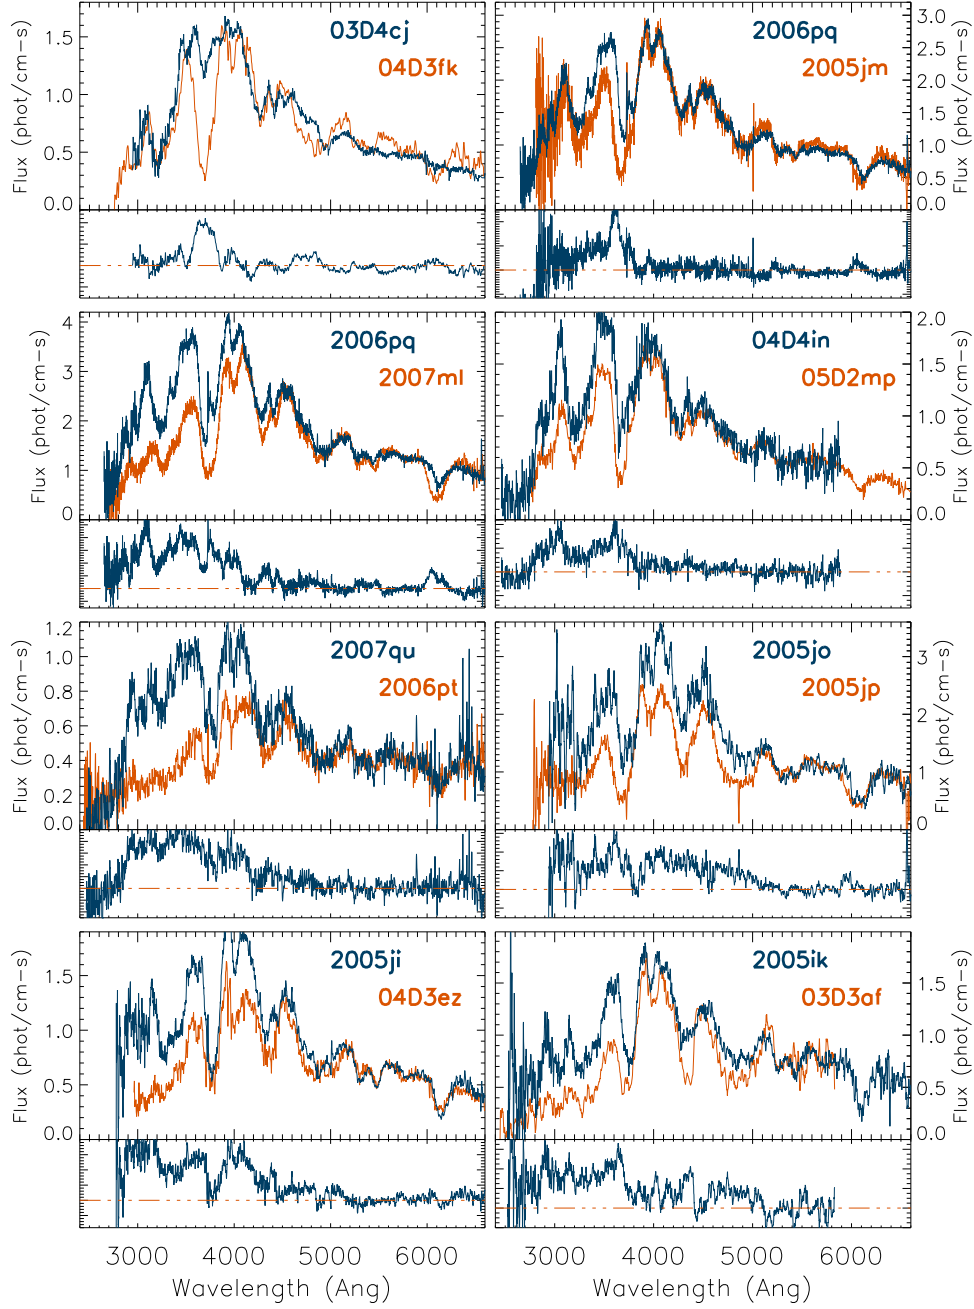 03D4cj
04D3fk
1.5
1.0
0.5
0.0
Flux (phot/cm-s)
2006pq
2005jm
3.0
2.5
2.0
1.5
1.0
0.5
0.0
Flux (phot/cm-s)
2006pq
2007ml
4
3
2
1
0
Flux (phot/cm-s)
04D4in
05D2mp
2.0
1.5
1.0
0.5
0.0
Flux (phot/cm-s)
2007qu
2006pt
1.2
1.0
0.8
0.6
0.4
0.2
0.0
Flux (phot/cm-s)
2005jo
2005jp
3
2
1
0
Flux (phot/cm-s)
2005ji
04D3ez
1.5
1.0
0.5
0.0
Flux (phot/cm-s)
2005ik
03D3af
1.5
1.0
0.5
0.0
Flux (phot/cm-s)
3000 4000 5000 6000
Wavelength (Ang)
3000 4000 5000 6000
Wavelength (Ang)